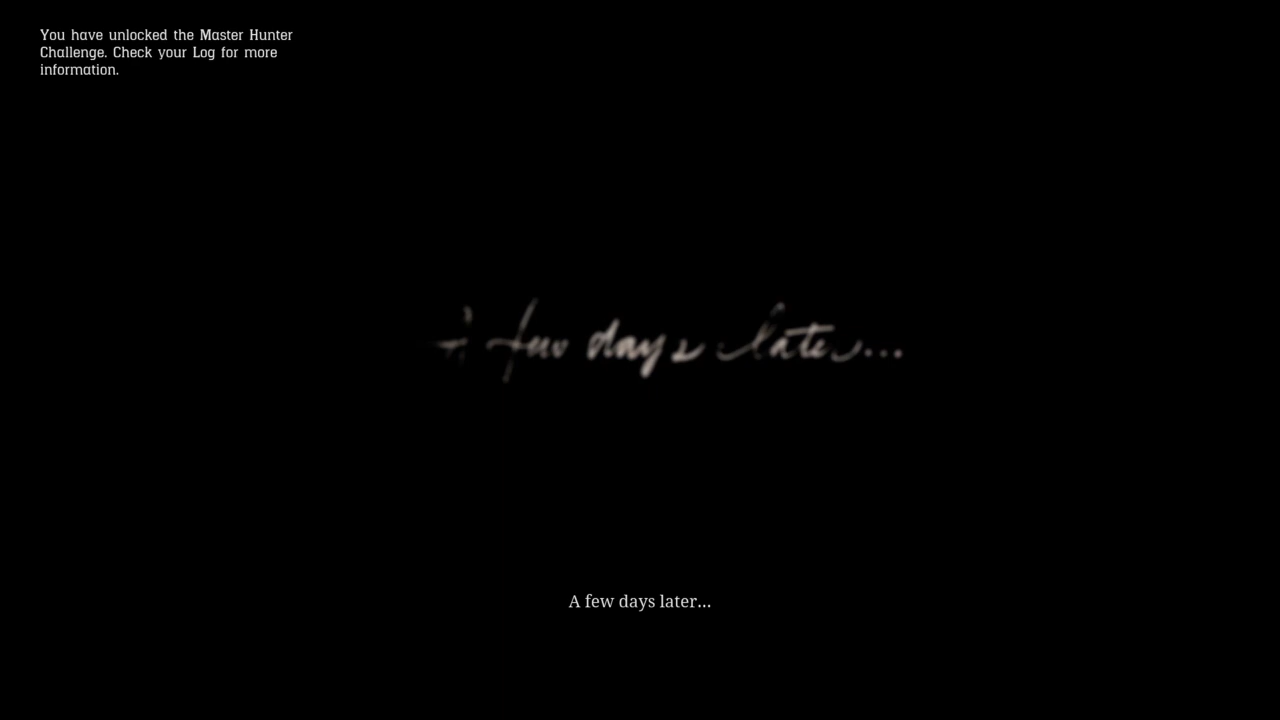 You have unlocked the Master Hunter
Challenge. Check your Log for more
information.
A few days later...
A few days later...